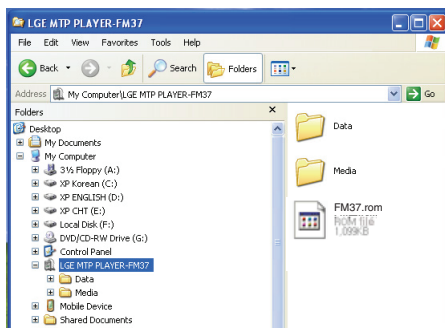 LGE MTP PLAYER-FM37
File Edit View Favorites Tools Help
Back Search Folders
Address My Computer\LGE MTP PLAYER-FM37 Go
Folders ×
Desktop
My Documents
My Computer
3½ Floppy (A:)
XP Korean (C:)
XP ENGLISH (D:)
XP CHT (E:)
Local Disk (F:)
DVD/CD-RW Drive (G:)
Control Panel
LGE MTP PLAYER-FM37
Data
Media
Mobile Device
Shared Documents
Data
Media
FM37.rom
ROM file
1,099KB